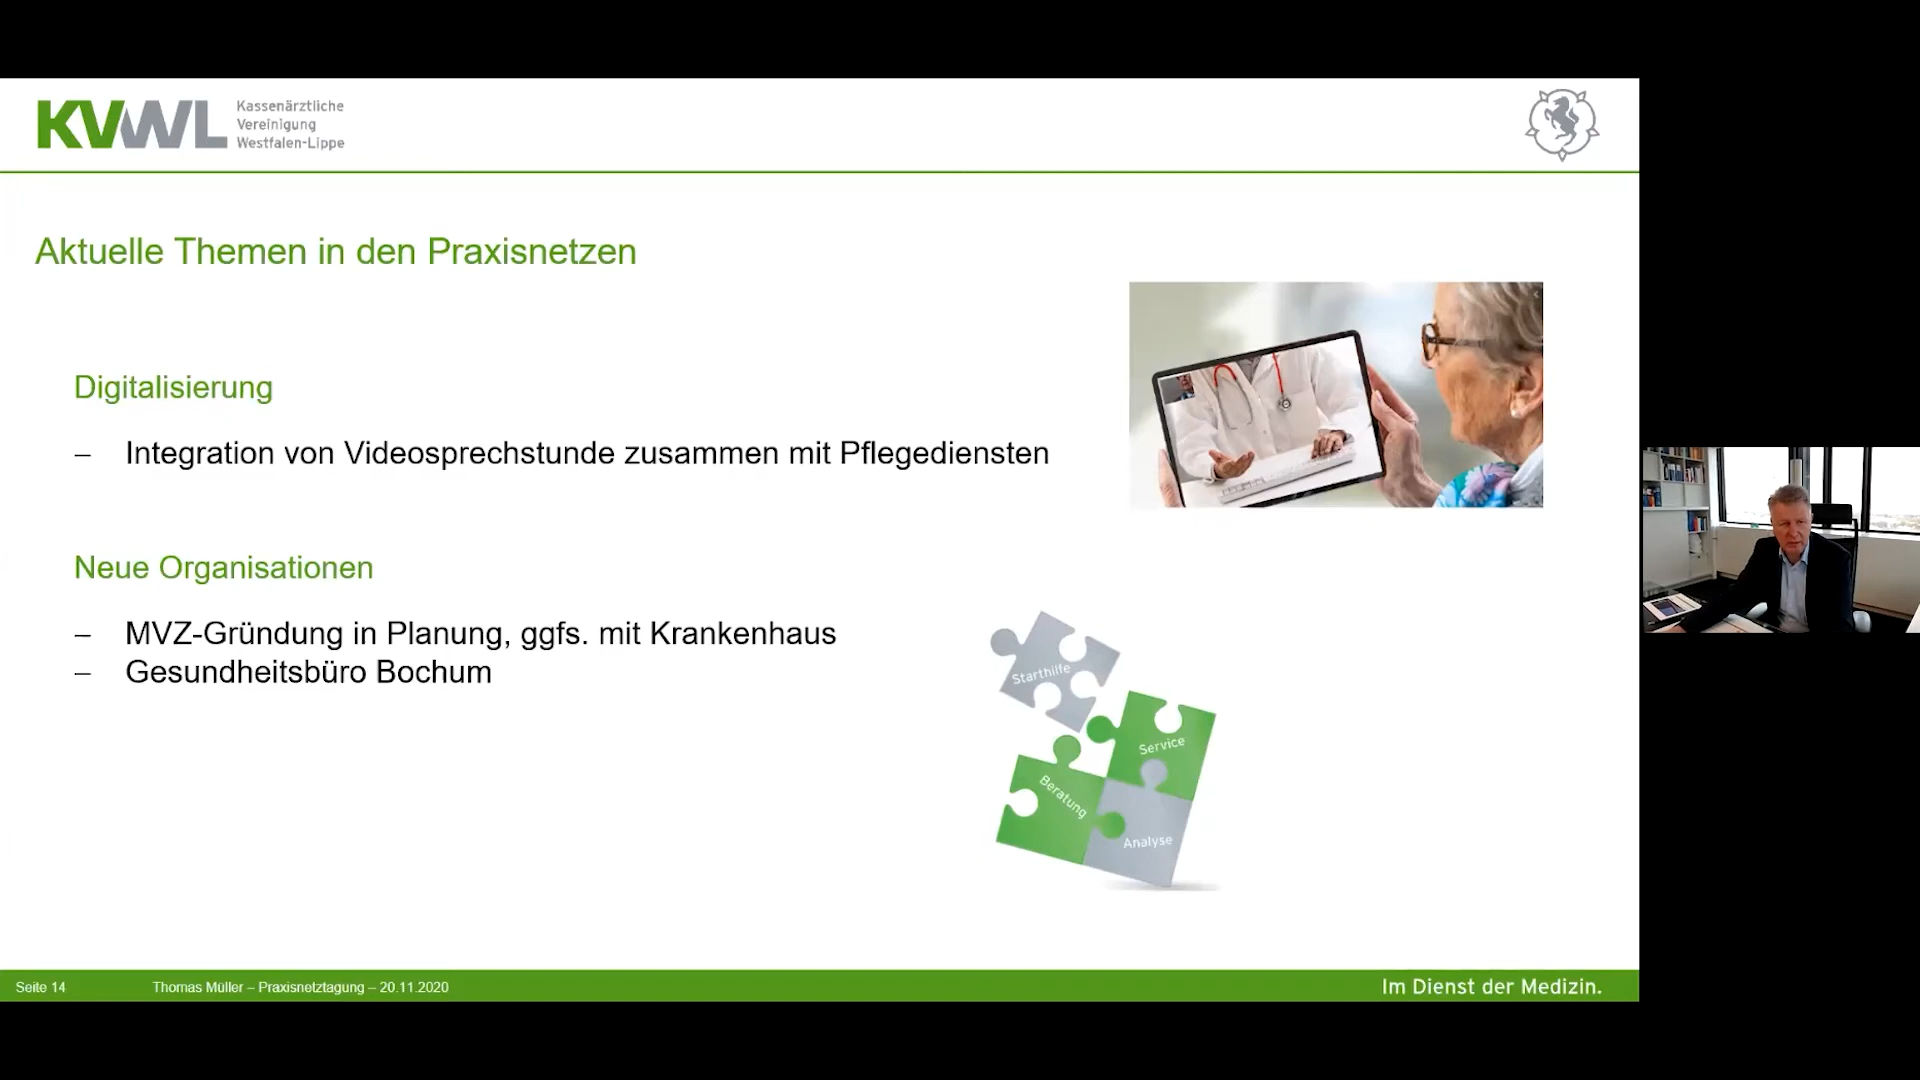 KVWL
Kassenärztliche
Vereinigung
Westfalen-Lippe
Aktuelle Themen in den Praxisnetzen
Digitalisierung
– Integration von Videosprechstunde zusammen mit Pflegediensten
Neue Organisationen
– MVZ-Gründung in Planung, ggfs. mit Krankenhaus
– Gesundheitsbüro Bochum
Starthilfe
Service
Beratung
Analyse
Seite 14
Thomas Müller – Praxisnetztagung – 20.11.2020
Im Dienst der Medizin.